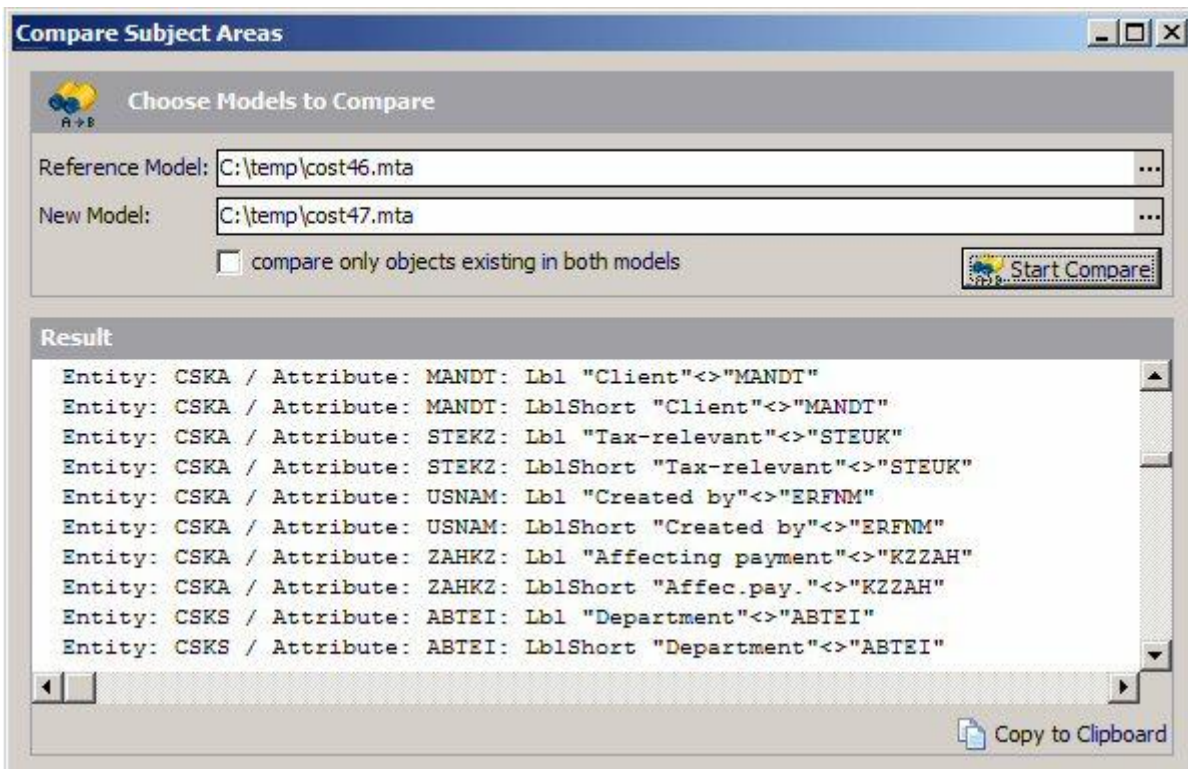 Compare Subject Areas
Choose Models to Compare
A→B
Reference Model: C:\temp\cost46.mta ...
New Model: C:\temp\cost47.mta ...
compare only objects existing in both models
Start Compare
Result
Entity: CSKA / Attribute: MANDT: Lbl "Client"<>"MANDT"
Entity: CSKA / Attribute: MANDT: LblShort "Client"<>"MANDT"
Entity: CSKA / Attribute: STEKZ: Lbl "Tax-relevant"<>"STEUK"
Entity: CSKA / Attribute: STEKZ: LblShort "Tax-relevant"<>"STEUK"
Entity: CSKA / Attribute: USNAM: Lbl "Created by"<>"ERFNM"
Entity: CSKA / Attribute: USNAM: LblShort "Created by"<>"ERFNM"
Entity: CSKA / Attribute: ZAHKZ: Lbl "Affecting payment"<>"KZZAH"
Entity: CSKA / Attribute: ZAHKZ: LblShort "Affec.pay."<>"KZZAH"
Entity: CSKS / Attribute: ABTEI: Lbl "Department"<>"ABTEI"
Entity: CSKS / Attribute: ABTEI: LblShort "Department"<>"ABTEI"
Copy to Clipboard